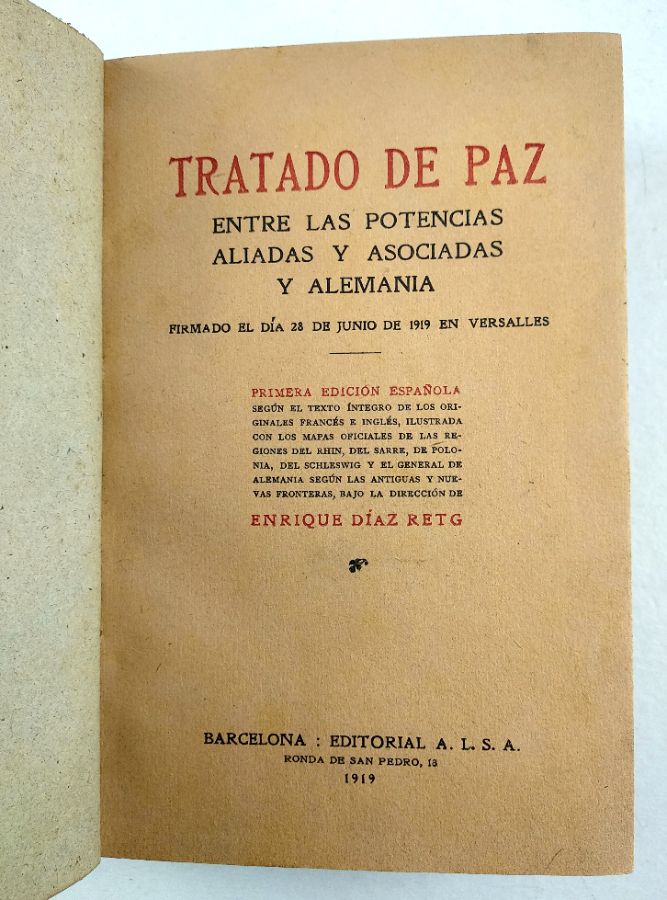 TRATADO DE PAZ
ENTRE LAS POTENCIAS
ALIADAS Y ASOCIADAS
Y ALEMANIA
FIRMADO EL DÍA 28 DE JUNIO DE 1919 EN VERSALLES
PRIMERA EDICIÓN ESPAÑOLA
SEGÚN EL TEXTO ÍNTEGRO DE LOS ORI-
GINALES FRANCÉS E INGLÉS, ILUSTRADA
CON LOS MAPAS OFICIALES DE LAS RE-
GIONES DEL RHIN, DEL SARRE, DE POLO-
NIA, DEL SCHLESWIG Y EL GENERAL DE
ALEMANIA SEGÚN LAS ANTIGUAS Y NUE-
VAS FRONTERAS, BAJO LA DIRECCIÓN DE
ENRIQUE DÍAZ RETG
BARCELONA : EDITORIAL A. L. S. A.
RONDA DE SAN PEDRO, 18
1919